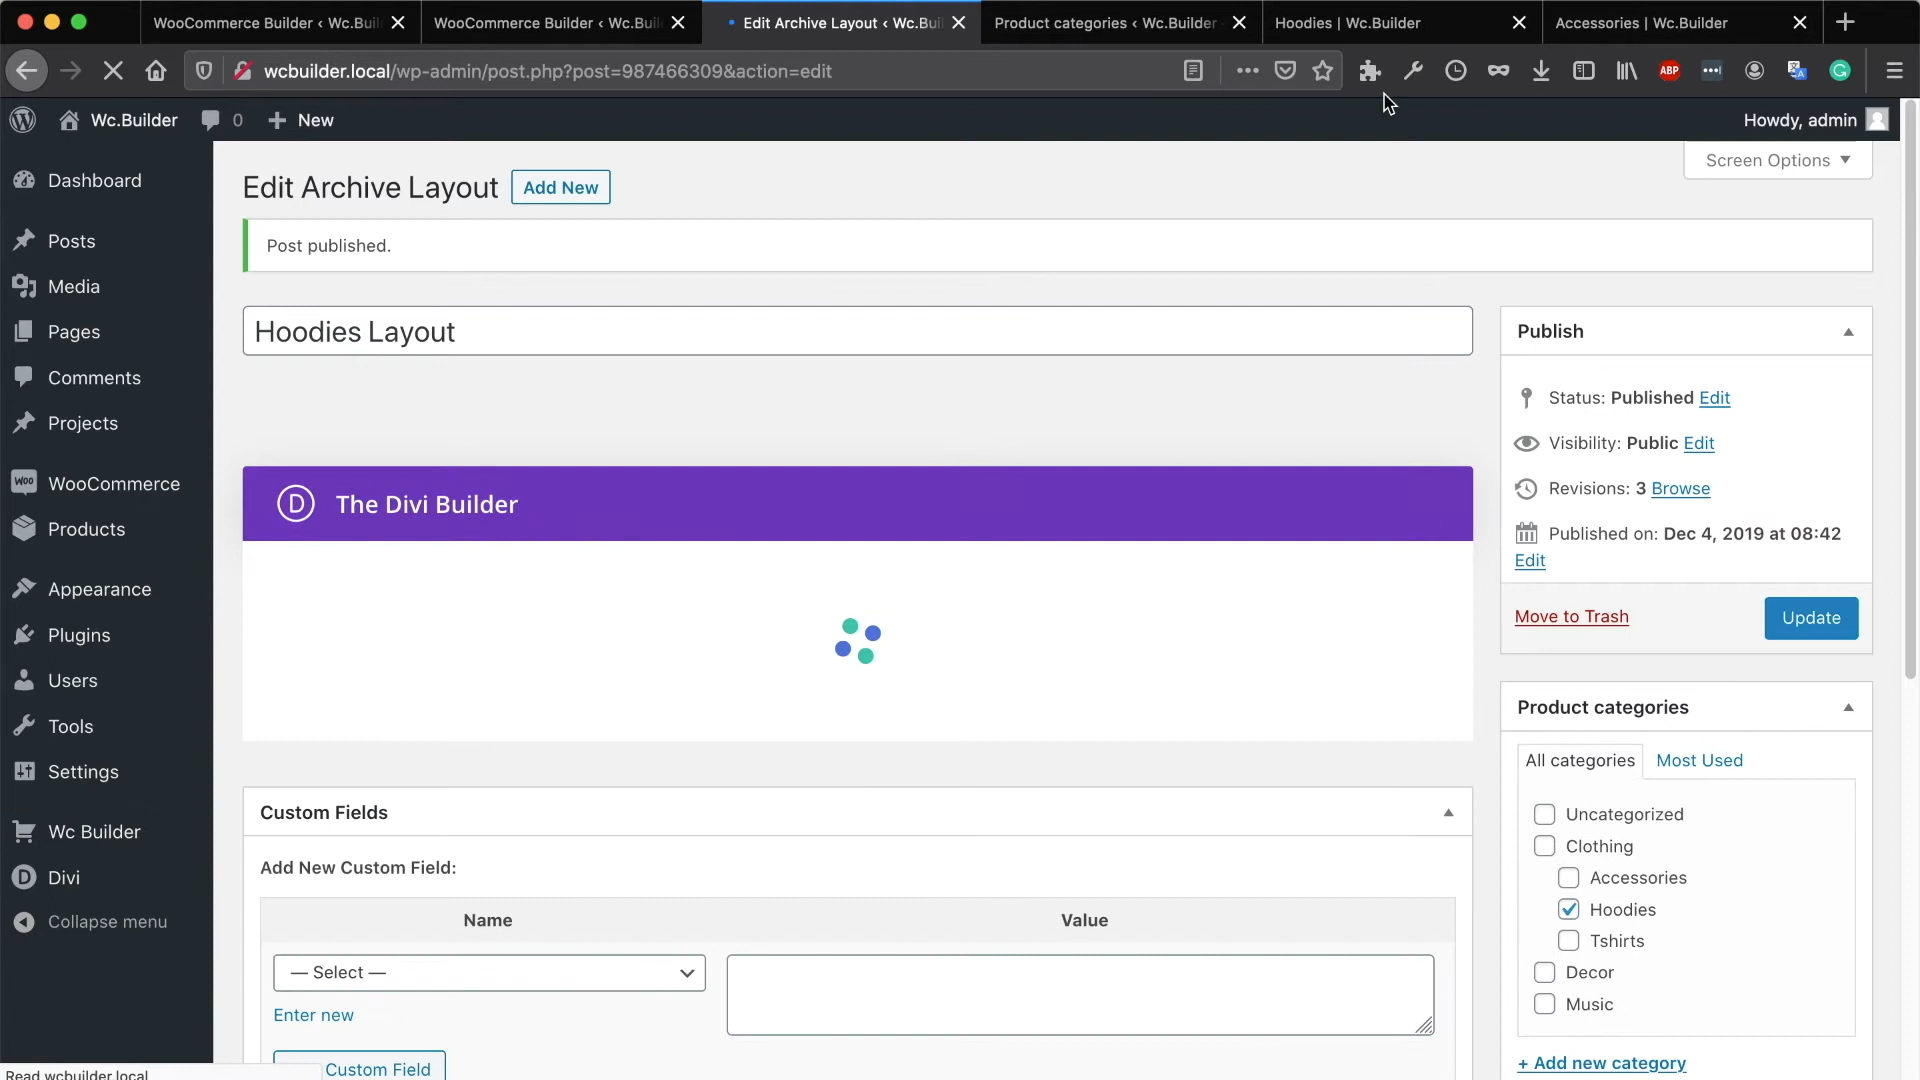 WooCommerce Builder ‹ Wc.Buil
WooCommerce Builder ‹ Wc.Buil
Edit Archive Layout ‹ Wc.Buil
Product categories ‹ Wc.Builder
Hoodies | Wc.Builder
Accessories | Wc.Builder
wcbuilder.local/wp-admin/post.php?post=987466309&action=edit
ABP
Wc.Builder
0
New
Howdy, admin
Screen Options
Dashboard
Posts
Media
Pages
Comments
Projects
WooCommerce
Products
Appearance
Plugins
Users
Tools
Settings
Wc Builder
Divi
Collapse menu
Read wcbuilder.local
Edit Archive Layout
Add New
Post published.
Hoodies Layout
D The Divi Builder
Custom Fields
Add New Custom Field:
Name
Value
— Select —
Enter new
Custom Field
Publish
Status: Published Edit
Visibility: Public Edit
Revisions: 3 Browse
Published on: Dec 4, 2019 at 08:42
Edit
Move to Trash
Update
Product categories
All categories
Most Used
Uncategorized
Clothing
Accessories
Hoodies
Tshirts
Decor
Music
+ Add new category